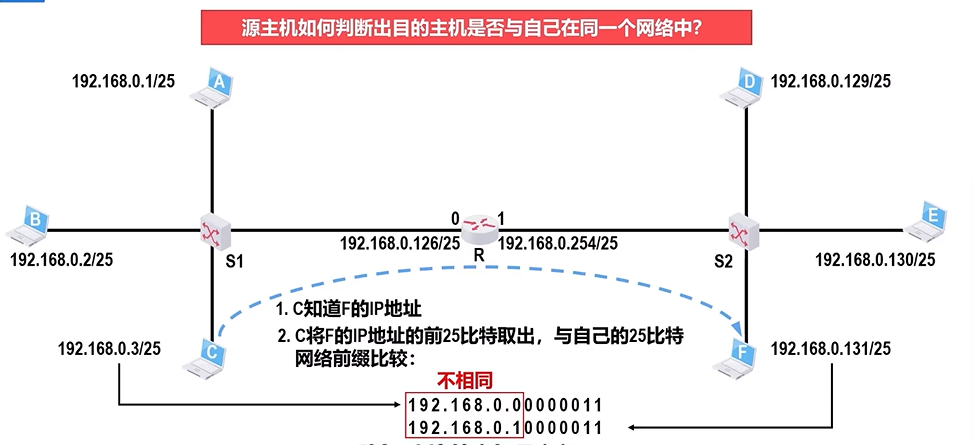 源主机如何判断出目的主机是否与自己在同一个网络中？
192.168.0.1/25
A
D
192.168.0.129/25
B
0
1
E
192.168.0.126/25
192.168.0.254/25
192.168.0.2/25
S1
R
S2
192.168.0.130/25
1. C知道F的IP地址
2. C将F的IP地址的前25比特取出，与自己的25比特
网络前缀比较：
192.168.0.3/25
C
F
192.168.0.131/25
不相同
192.168.0.00000011
192.168.0.10000011